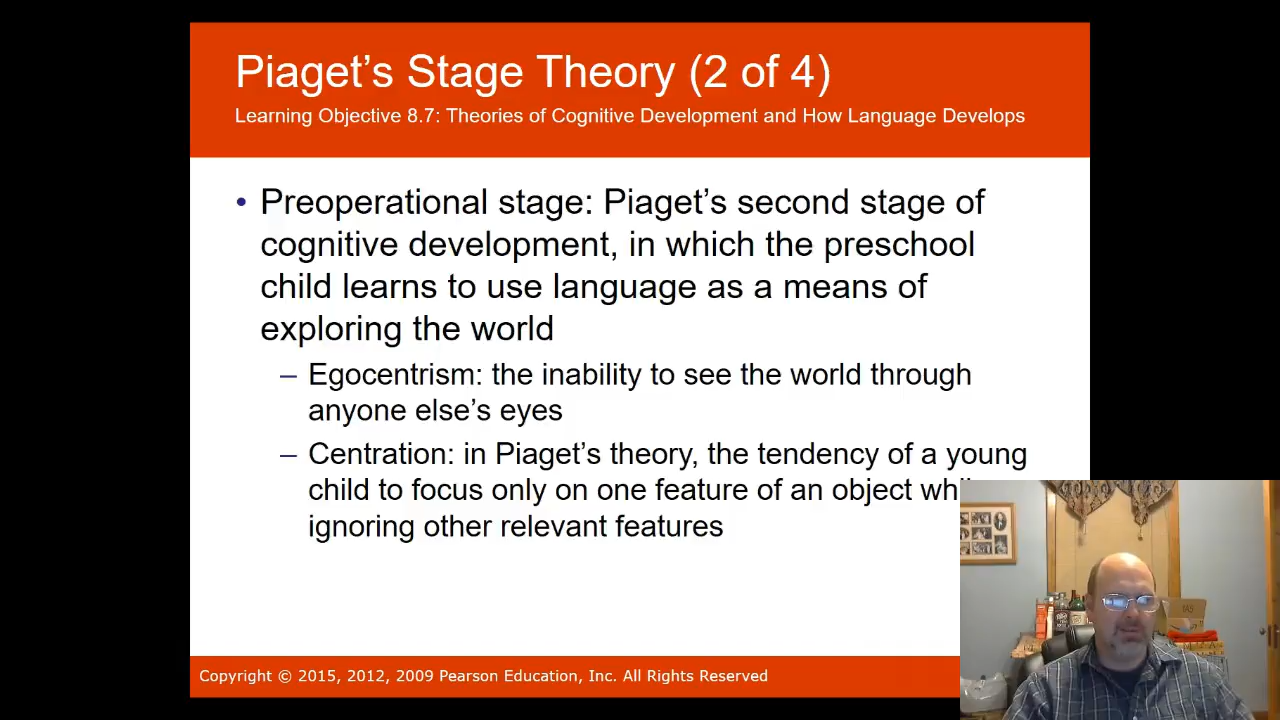 Piaget’s Stage Theory (2 of 4)
Learning Objective 8.7: Theories of Cognitive Development and How Language Develops
• Preoperational stage: Piaget’s second stage of
cognitive development, in which the preschool
child learns to use language as a means of
exploring the world
– Egocentrism: the inability to see the world through
anyone else’s eyes
– Centration: in Piaget’s theory, the tendency of a young
child to focus only on one feature of an object
ignoring other relevant features
Copyright © 2015, 2012, 2009 Pearson Education, Inc. All Rights Reserved